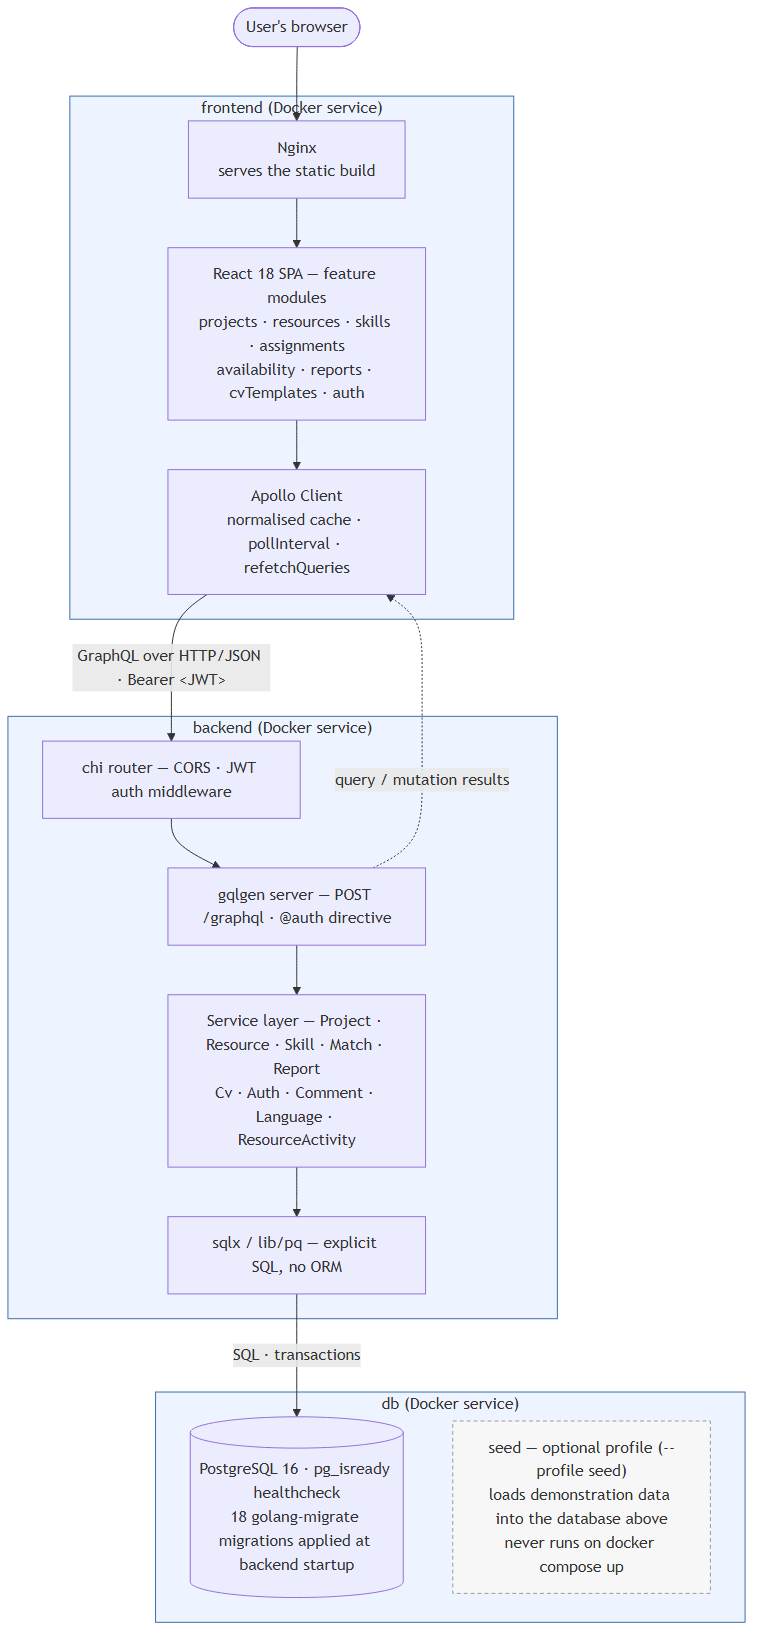 User's browser
frontend (Docker service)
Nginx
serves the static build
React 18 SPA — feature
modules
projects · resources · skills
· assignments
availability · reports ·
cvTemplates · auth
Apollo Client
normalised cache ·
pollInterval ·
refetchQueries
GraphQL over HTTP/JSON
· Bearer <JWT>
backend (Docker service)
chi router — CORS · JWT
auth middleware
query / mutation results
gqlgen server — POST
/graphql · @auth directive
Service layer — Project ·
Resource · Skill · Match ·
Report
Cv · Auth · Comment ·
Language ·
ResourceActivity
sqlx / lib/pq — explicit
SQL, no ORM
SQL · transactions
db (Docker service)
PostgreSQL 16 · pg_isready
healthcheck
18 golang-migrate
migrations applied at
backend startup
seed — optional profile (--
profile seed)
loads demonstration data
into the database above
never runs on docker
compose up